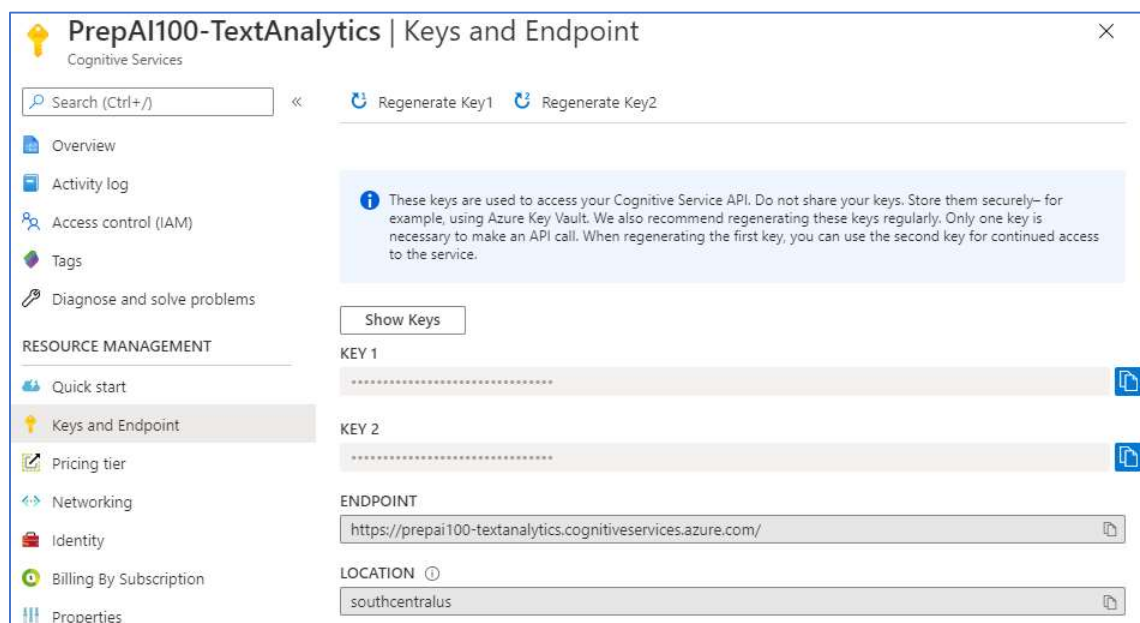 PrepAI100-TextAnalytics | Keys and Endpoint
Cognitive Services
Search (Ctrl+/)
«
Overview
Activity log
Access control (IAM)
Tags
Diagnose and solve problems
RESOURCE MANAGEMENT
Quick start
Keys and Endpoint
Pricing tier
Networking
Identity
Billing By Subscription
Properties
Regenerate Key1 Regenerate Key2
These keys are used to access your Cognitive Service API. Do not share your keys. Store them securely– for
example, using Azure Key Vault. We also recommend regenerating these keys regularly. Only one key is
necessary to make an API call. When regenerating the first key, you can use the second key for continued access
to the service.
Show Keys
KEY 1
•••••••••••••••••••••••••••••••• 
KEY 2
••••••••••••••••••••••••••••••••
ENDPOINT
https://prepai100-textanalytics.cognitiveservices.azure.com/
LOCATION
southcentralus